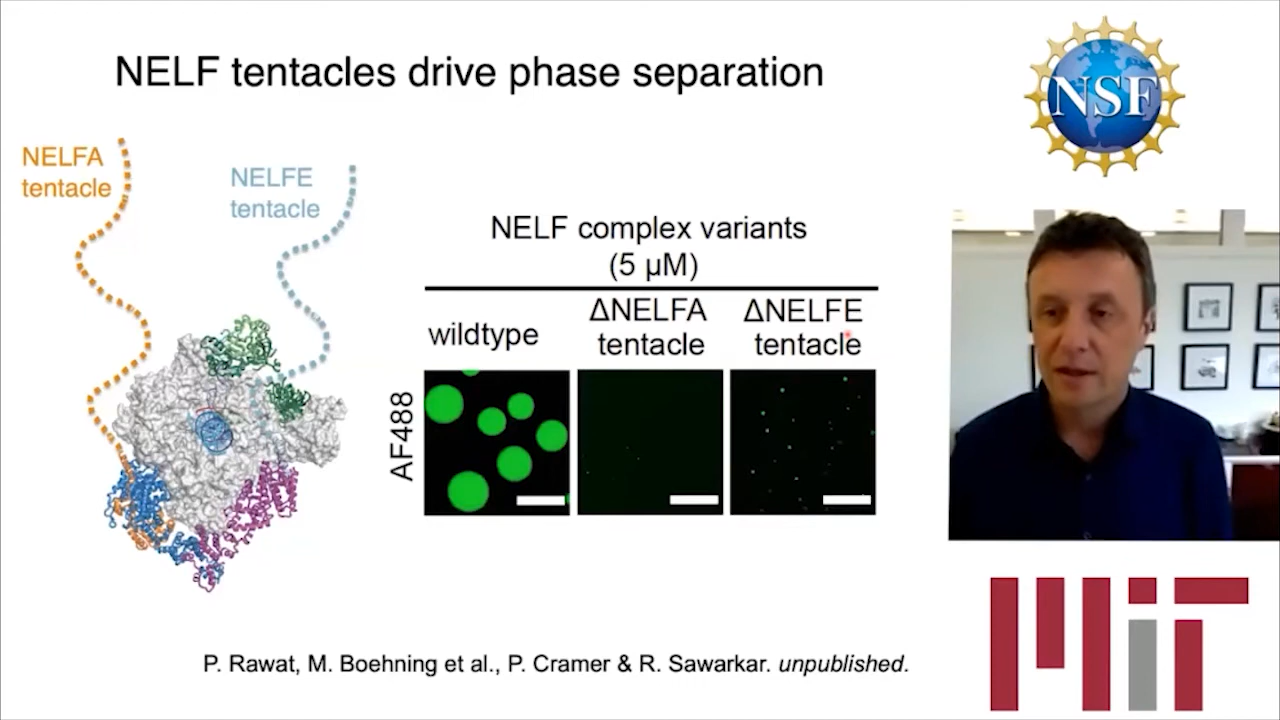 NELF tentacles drive phase separation
NSF
NELFA
tentacle
NELFE
tentacle
NELF complex variants
(5 µM)
wildtype
ΔNELFA
tentacle
ΔNELFE
tentacle
AF488
P. Rawat, M. Boehning et al., P. Cramer & R. Sawarkar. unpublished.
MIT